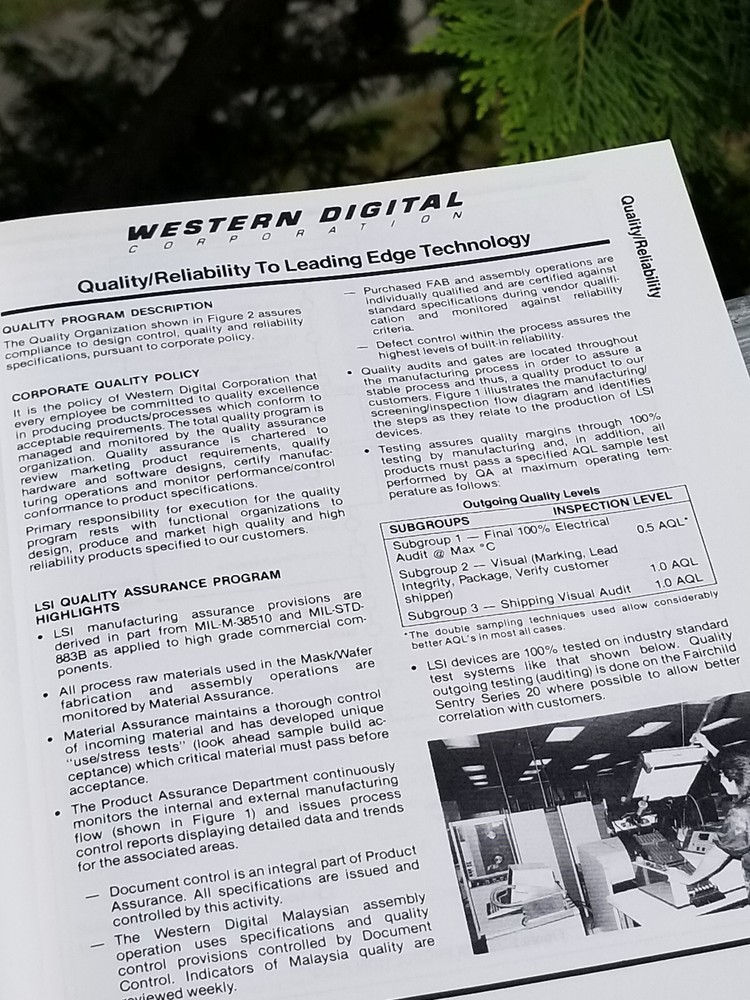 WESTERN DIGITAL
CORPORATION
Quality/Reliability To Leading Edge Technology
Quality/Reliability
QUALITY PROGRAM DESCRIPTION
The Quality Organization shown in Figure 2 assures
compliance to design control, quality and reliability
specifications, pursuant to corporate policy.
CORPORATE QUALITY POLICY
It is the policy of Western Digital Corporation that
every employee be committed to quality excellence
in producing products/processes which conform to
acceptable requirements. The total quality program is
managed and monitored by the quality assurance
organization. Quality assurance is chartered to
review marketing product requirements, quality
hardware and software designs, certify manufac-
turing operations and monitor performance/control
conformance to product specifications.
Primary responsibility for execution for the quality
program rests with functional organizations to
design, produce and market high quality and high
reliability products specified to our customers.
LSI QUALITY ASSURANCE PROGRAM
HIGHLIGHTS
• LSI manufacturing assurance provisions are
derived in part from MIL-M-38510 and MIL-STD-
883B as applied to high grade commercial com-
ponents.
• All process raw materials used in the Mask/Wafer
fabrication and assembly operations are
monitored by Material Assurance.
• Material Assurance maintains a thorough control
of incoming material and has developed unique
“use/stress tests” (look ahead sample build ac-
ceptance) which critical material must pass before
acceptance.
• The Product Assurance Department continuously
monitors the internal and external manufacturing
flow (shown in Figure 1) and issues process
control reports displaying detailed data and trends
for the associated areas.
— Document control is an integral part of Product
Assurance. All specifications are issued and
controlled by this activity.
— The Western Digital Malaysian assembly
operation uses specifications and quality
control provisions controlled by Document
Control. Indicators of Malaysia quality are
reviewed weekly.
— Purchased FAB and assembly operations are
individually qualified and are certified against
standard specifications during vendor qualifi-
cation and monitored against reliability
criteria.
— Defect control within the process assures the
highest levels of built-in reliability.
• Quality audits and gates are located throughout
the manufacturing process in order to assure a
stable process and thus, a quality product to our
customers. Figure 1 illustrates the manufacturing/
screening/inspection flow diagram and identifies
the steps as they relate to the production of LSI
devices.
• Testing assures quality margins through 100%
testing by manufacturing and, in addition, all
products must pass a specified AQL sample test
performed by QA at maximum operating tem-
perature as follows:
Outgoing Quality Levels
SUBGROUPS INSPECTION LEVEL
Subgroup 1 — Final 100% Electrical
Audit @ Max °C 0.5 AQL*
Subgroup 2 — Visual (Marking, Lead
Integrity, Package, Verify customer
shipper) 1.0 AQL
Subgroup 3 — Shipping Visual Audit 1.0 AQL
*The double sampling techniques used allow considerably
better AQL's in most all cases.
• LSI devices are 100% tested on industry standard
test systems like that shown below. Quality
outgoing testing (auditing) is done on the Fairchild
Sentry Series 20 where possible to allow better
correlation with customers.